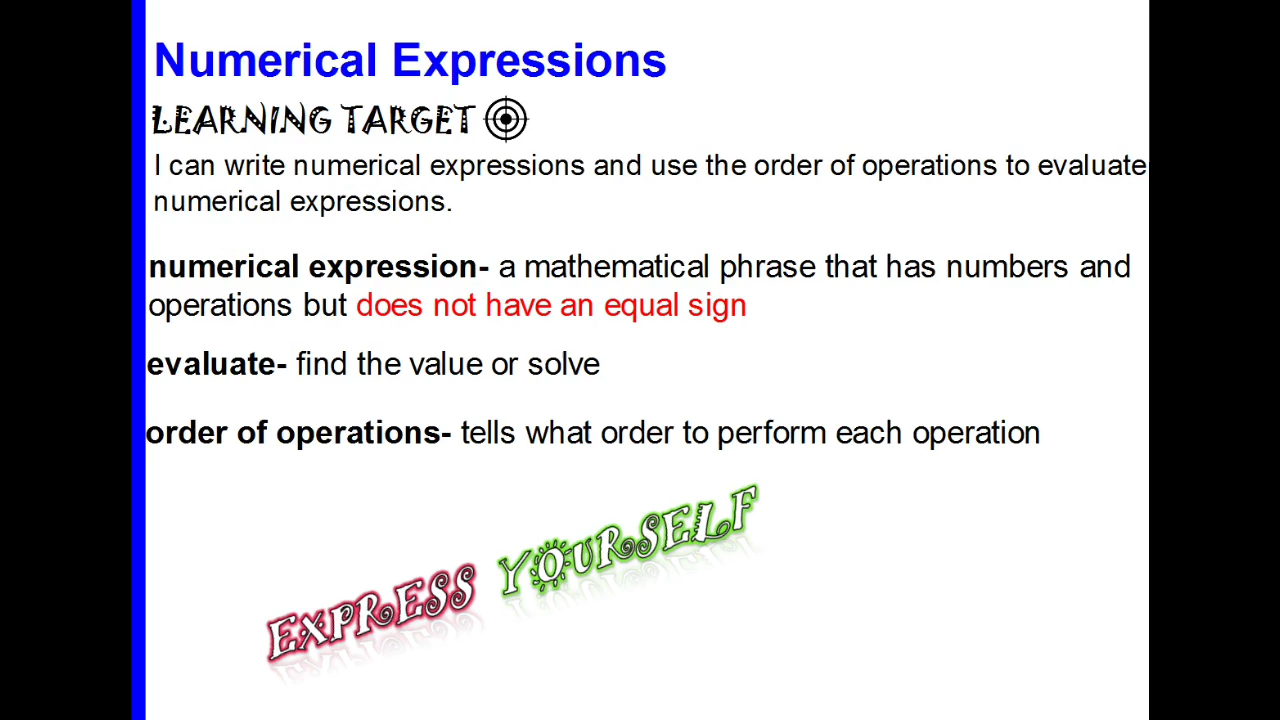 Numerical Expressions
LEARNING TARGET
I can write numerical expressions and use the order of operations to evaluate
numerical expressions.
numerical expression- a mathematical phrase that has numbers and
operations but does not have an equal sign
evaluate- find the value or solve
order of operations- tells what order to perform each operation
EXPRESS YOURSELF